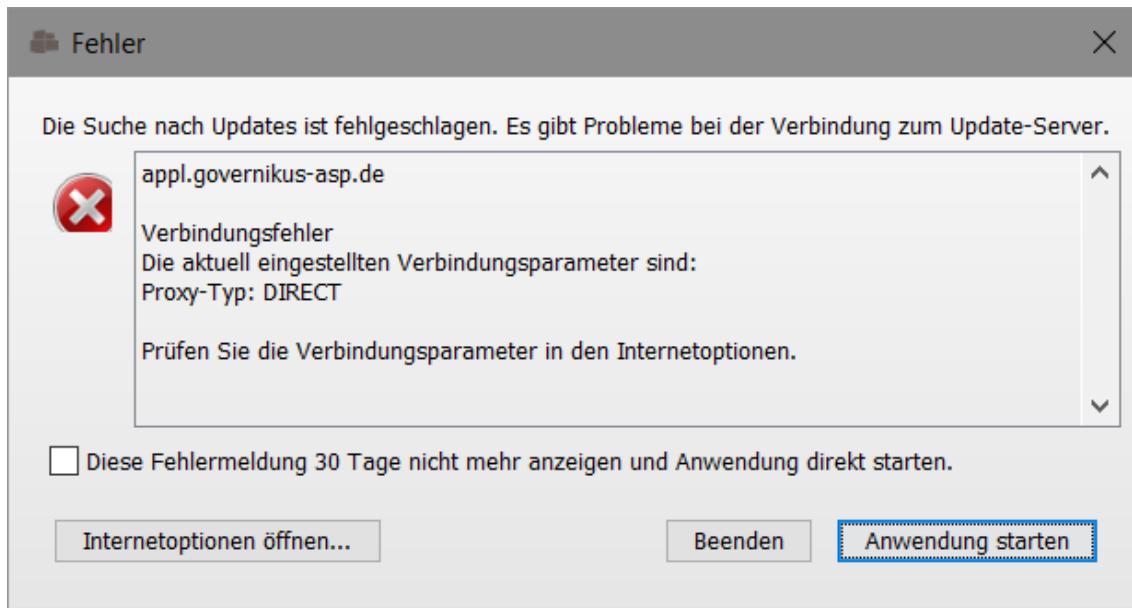 Fehler
Die Suche nach Updates ist fehlgeschlagen. Es gibt Probleme bei der Verbindung zum Update-Server.
appl.governikus-asp.de
Verbindungsfehler
Die aktuell eingestellten Verbindungsparameter sind:
Proxy-Typ: DIRECT
Prüfen Sie die Verbindungsparameter in den Internetoptionen.
Diese Fehlermeldung 30 Tage nicht mehr anzeigen und Anwendung direkt starten.
Internetoptionen öffnen...
Beenden
Anwendung starten